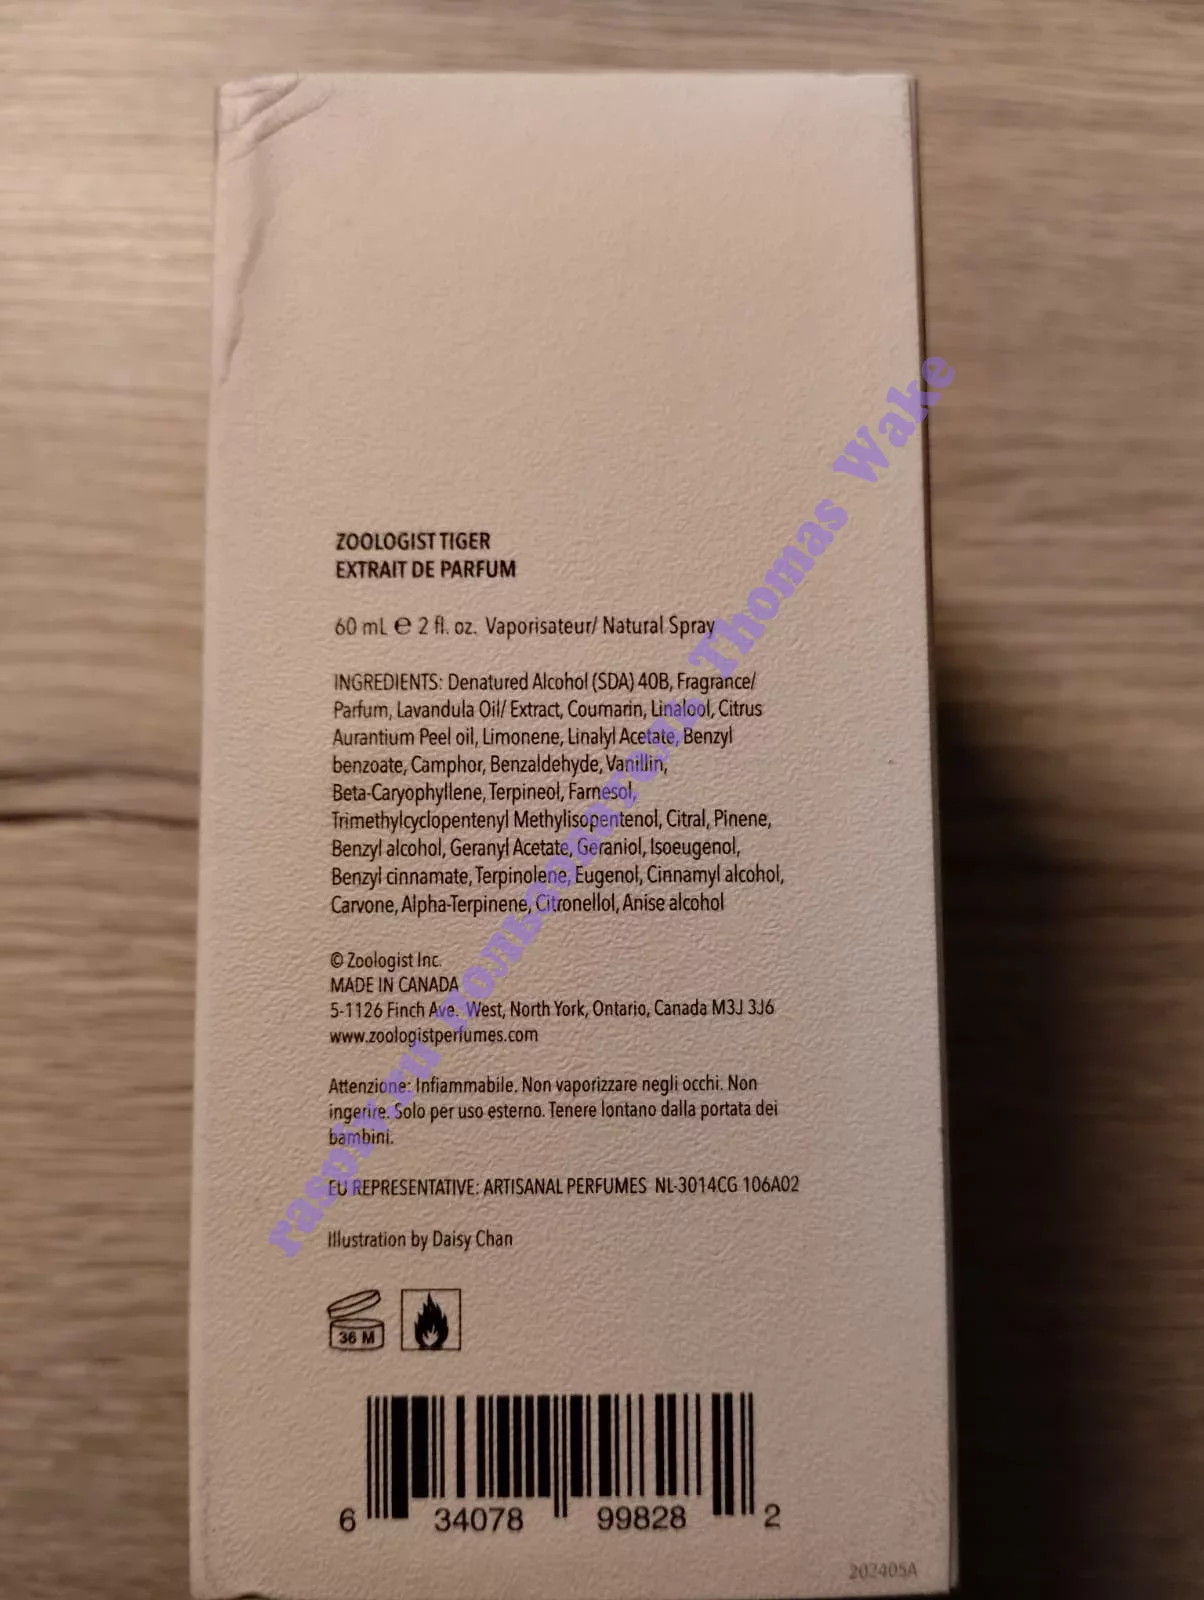 ZOOLOGIST TIGER
EXTRAIT DE PARFUM
60 mL ℮ 2 fl. oz. Vaporisateur/ Natural Spray
INGREDIENTS: Denatured Alcohol (SDA) 40B, Fragrance/
Parfum, Lavandula Oil/ Extract, Coumarin, Linalool, Citrus
Aurantium Peel oil, Limonene, Linalyl Acetate, Benzyl
benzoate, Camphor, Benzaldehyde, Vanillin,
Beta-Caryophyllene, Terpineol, Farnesol,
Trimethylcyclopentenyl Methylisopentenol, Citral, Pinene,
Benzyl alcohol, Geranyl Acetate, Geraniol, Isoeugenol,
Benzyl cinnamate, Terpinolene, Eugenol, Cinnamyl alcohol,
Carvone, Alpha-Terpinene, Citronellol, Anise alcohol
© Zoologist Inc.
MADE IN CANADA
5-1126 Finch Ave. West, North York, Ontario, Canada M3J 3J6
www.zoologistperfumes.com
Attenzione: Infiammabile. Non vaporizzare negli occhi. Non
ingerire. Solo per uso esterno. Tenere lontano dalla portata dei
bambini.
EU REPRESENTATIVE: ARTISANAL PERFUMES NL-3014CG 106A02
Illustration by Daisy Chan
36 M
6 34078 99828 2
202405A
raspiv.ru пользователь Thomas Wake